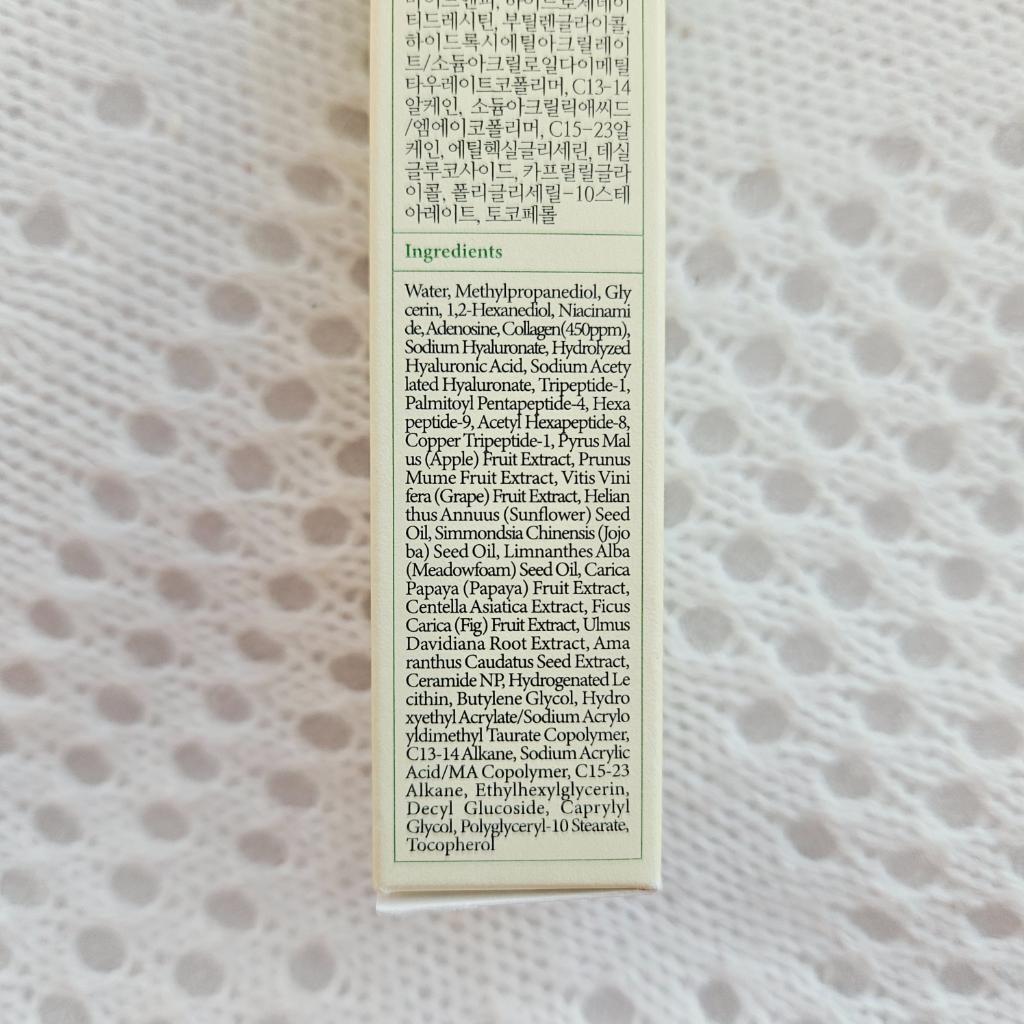 티드레시틴, 부틸렌글라이콜,
하이드록시에틸아크릴레이
트/소듐아크릴로일다이메틸
타우레이트코폴리머, C13-14
알케인, 소듐아크릴릭애씨드
/엠에이코폴리머, C15-23알
케인, 에틸헥실글리세린, 데실
글루코사이드, 카프릴릴글라
이콜, 폴리글리세릴-10스테
아레이트, 토코페롤
Ingredients
Water, Methylpropanediol, Gly
cerin, 1,2-Hexanediol, Niacinami
de, Adenosine, Collagen(450ppm),
Sodium Hyaluronate, Hydrolyzed
Hyaluronic Acid, Sodium Acety
lated Hyaluronate, Tripeptide-1,
Palmitoyl Pentapeptide-4, Hexa
peptide-9, Acetyl Hexapeptide-8,
Copper Tripeptide-1, Pyrus Mal
us (Apple) Fruit Extract, Prunus
Mume Fruit Extract, Vitis Vini
fera (Grape) Fruit Extract, Helian
thus Annuus (Sunflower) Seed
Oil, Simmondsia Chinensis (Jojo
ba) Seed Oil, Limnanthes Alba
(Meadowfoam) Seed Oil, Carica
Papaya (Papaya) Fruit Extract,
Centella Asiatica Extract, Ficus
Carica (Fig) Fruit Extract, Ulmus
Davidiana Root Extract, Ama
ranthus Caudatus Seed Extract,
Ceramide NP, Hydrogenated Le
cithin, Butylene Glycol, Hydro
xyethyl Acrylate/Sodium Acrylo
yldimethyl Taurate Copolymer,
C13-14 Alkane, Sodium Acrylic
Acid/MA Copolymer, C15-23
Alkane, Ethylhexylglycerin,
Decyl Glucoside, Caprylyl
Glycol, Polyglyceryl-10 Stearate,
Tocopherol